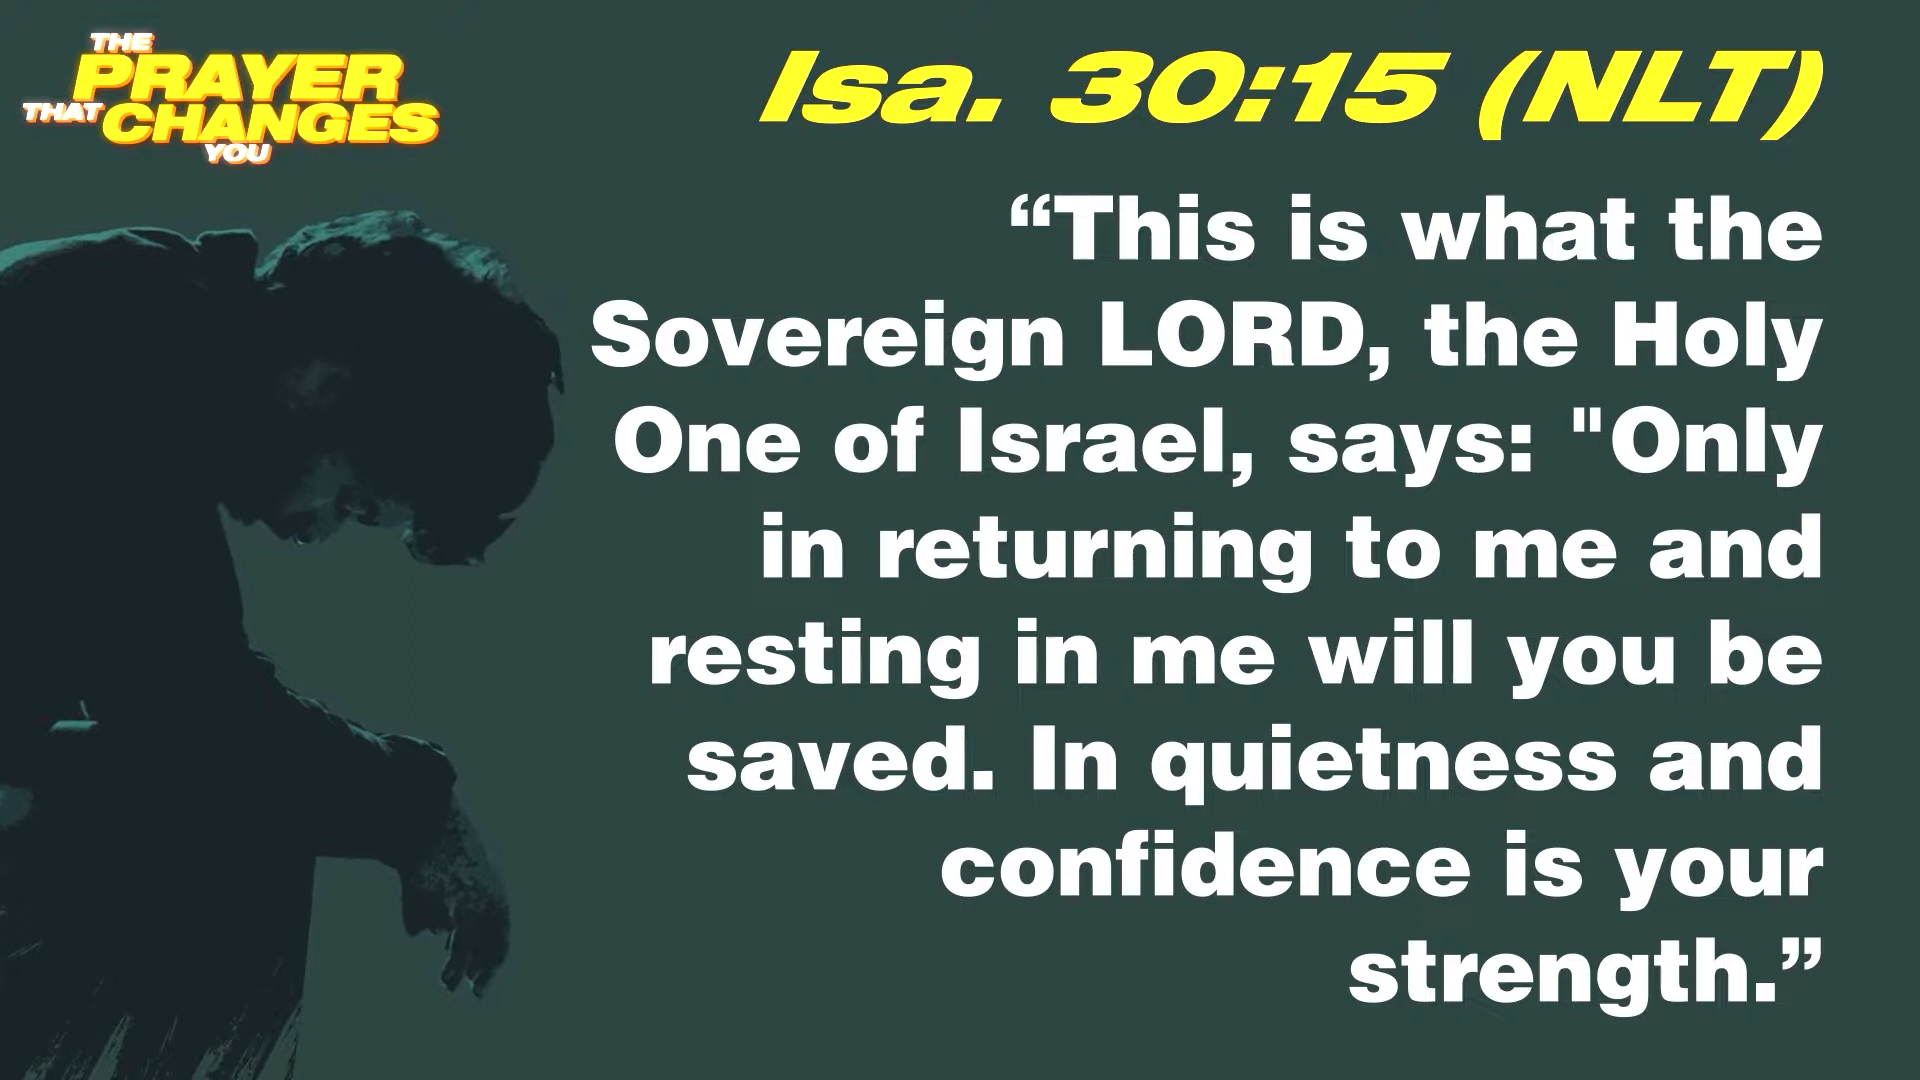 THE
PRAYER
THAT CHANGES
YOU
Isa. 30:15 (NLT)
“This is what the
Sovereign LORD, the Holy
One of Israel, says: "Only
in returning to me and
resting in me will you be
saved. In quietness and
confidence is your
strength.”